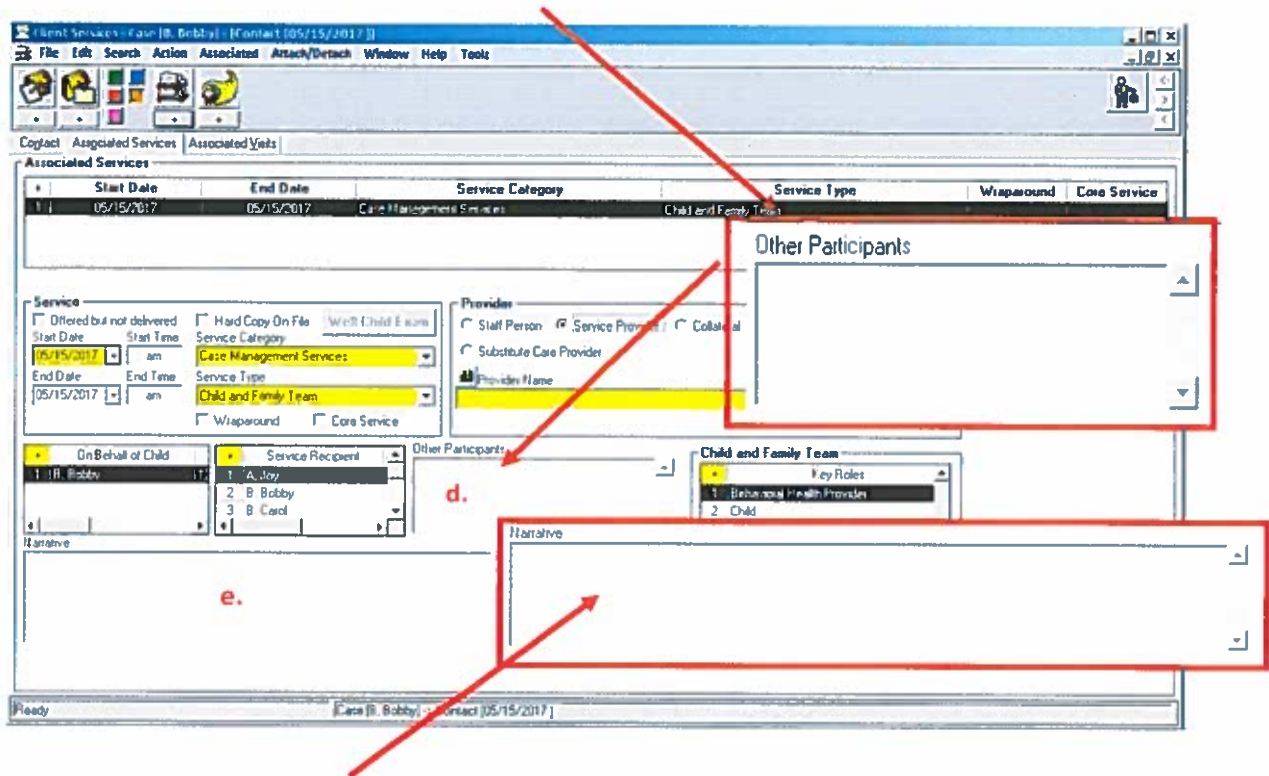 Client Services - Case [B. Bobby] - [Contact [05/15/2017 ]]
File Edit Search Action Associated Attach/Detach Window Help Tools
Contact Associated Services Associated Visits
Associated Services
+ Start Date End Date Service Category Service Type Wraparound Core Service
1 05/15/2017 05/15/2017 Case Management Services Child and Family Team
Other Participants
Service
Offered but not delivered Hard Copy On File Well Child Exam
Start Date Start Time Service Category
05/15/2017 am Case Management Services
End Date End Time Service Type
05/15/2017 am Child and Family Team
Wraparound Core Service
Provider
Staff Person Service Provider Collateral
Substitute Care Provider
Provider Name
+ On Behalf of Child
1 B. Bobby
+ Service Recipient
1 A. Joy
2 B. Bobby
3 B. Carol
Other Participants
d.
Child and Family Team
+ Key Roles
1 Behavioral Health Provider
2 Child
Narrative
e.
Narrative
Ready Case [B. Bobby] - Contact [05/15/2017 ]